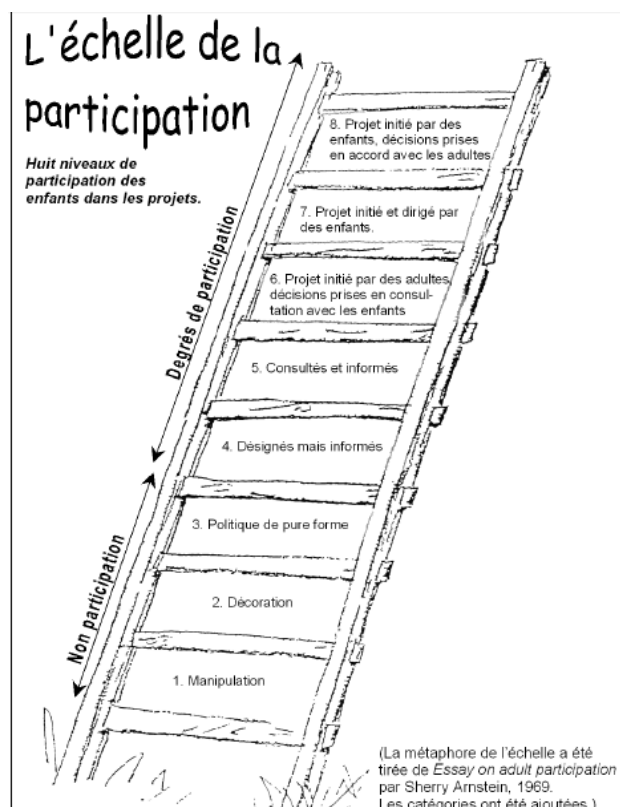 L'échelle de la
participation
Huit niveaux de
participation des
enfants dans les projets.
Degrés de participation
Non participation
8. Projet initié par des
enfants, décisions prises
en accord avec les adultes
7. Projet initié et dirigé par
des enfants.
6. Projet initié par des adultes,
décisions prises en consul-
tation avec les enfants
5. Consultés et informés
4. Désignés mais informés
3. Politique de pure forme
2. Décoration
1. Manipulation
(La métaphore de l'échelle a été
tirée de Essay on adult participation
par Sherry Arnstein, 1969.
Les catégories ont été ajoutées.)